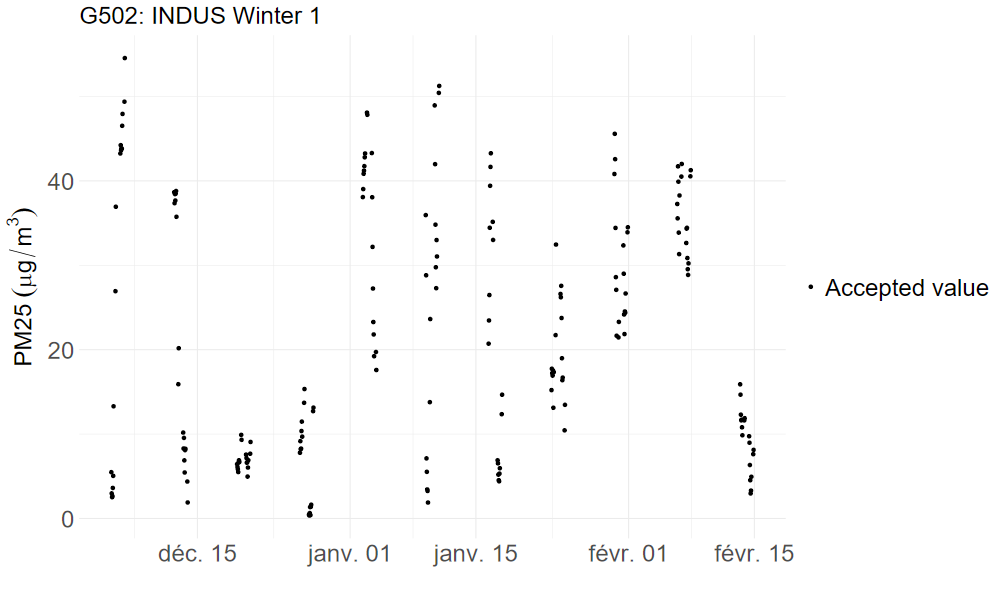 G502: INDUS Winter 1
PM25 (μg/m³)
40
20
0
déc. 15 janv. 01 janv. 15 févr. 01 févr. 15
Accepted value